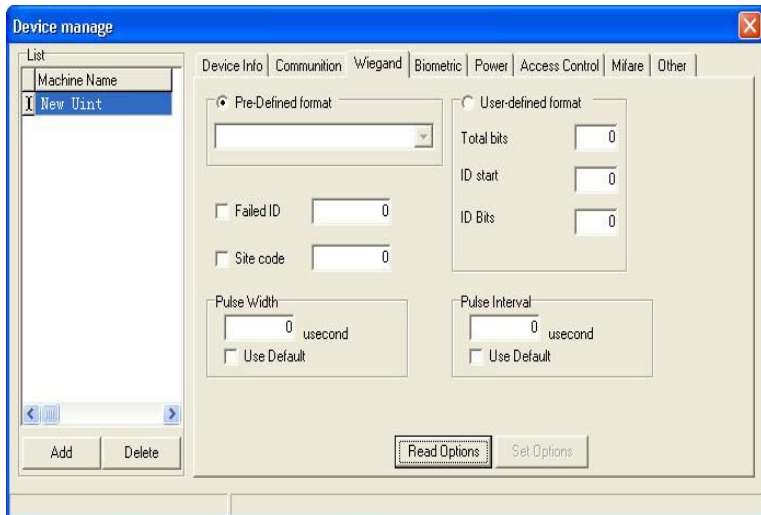 Device manage
List
Machine Name
New Uint
Device Info Communition Wiegand Biometric Power Access Control Mifare Other
Pre-Defined format
User-defined format
Total bits 0
ID start 0
ID Bits 0
Failed ID 0
Site code 0
Pulse Width
0 usecond
Use Default
Pulse Interval
0 usecond
Use Default
Add Delete
Read Options Set Options